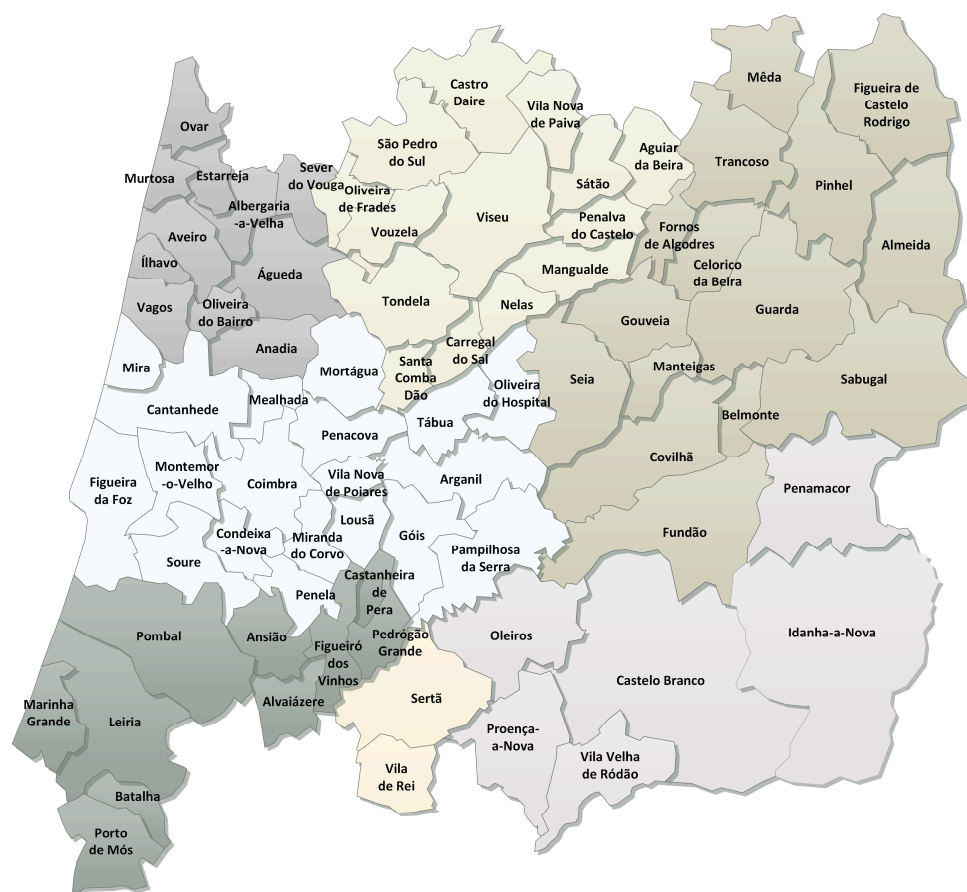 Mêda
Castro
Daire
Figueira de
Castelo
Rodrigo
Vila Nova
de Paiva
Ovar
São Pedro
do Sul
Aguiar
da Beira
Trancoso
Murtosa
Estarreja
Sever
do Vouga
Sátão
Pinhel
Oliveira
de Frades
Albergaria
-a-Velha
Viseu
Penalva
do Castelo
Fornos
de Algodres
Vouzela
Aveiro
Almeida
Ílhavo
Águeda
Mangualde
Celorico
da Beira
Vagos
Oliveira
do Bairro
Tondela
Nelas
Gouveia
Guarda
Anadia
Carregal
do Sal
Mira
Mortágua
Santa
Comba
Dão
Oliveira
do Hospital
Seia
Manteigas
Sabugal
Mealhada
Cantanhede
Tábua
Belmonte
Penacova
Covilhã
Montemor
-o-Velho
Figueira
da Foz
Coimbra
Vila Nova
de Poiares
Arganil
Penamacor
Lousã
Condeixa
-a-Nova
Miranda
do Corvo
Góis
Fundão
Soure
Pampilhosa
da Serra
Penela
Castanheira
de
Pera
Pombal
Ansião
Figueiró
dos
Vinhos
Pedrógão
Grande
Oleiros
Idanha-a-Nova
Castelo Branco
Marinha
Grande
Leiria
Alvaiázere
Sertã
Proença-
a-Nova
Vila
de Rei
Vila Velha
de Ródão
Batalha
Porto
de Mós